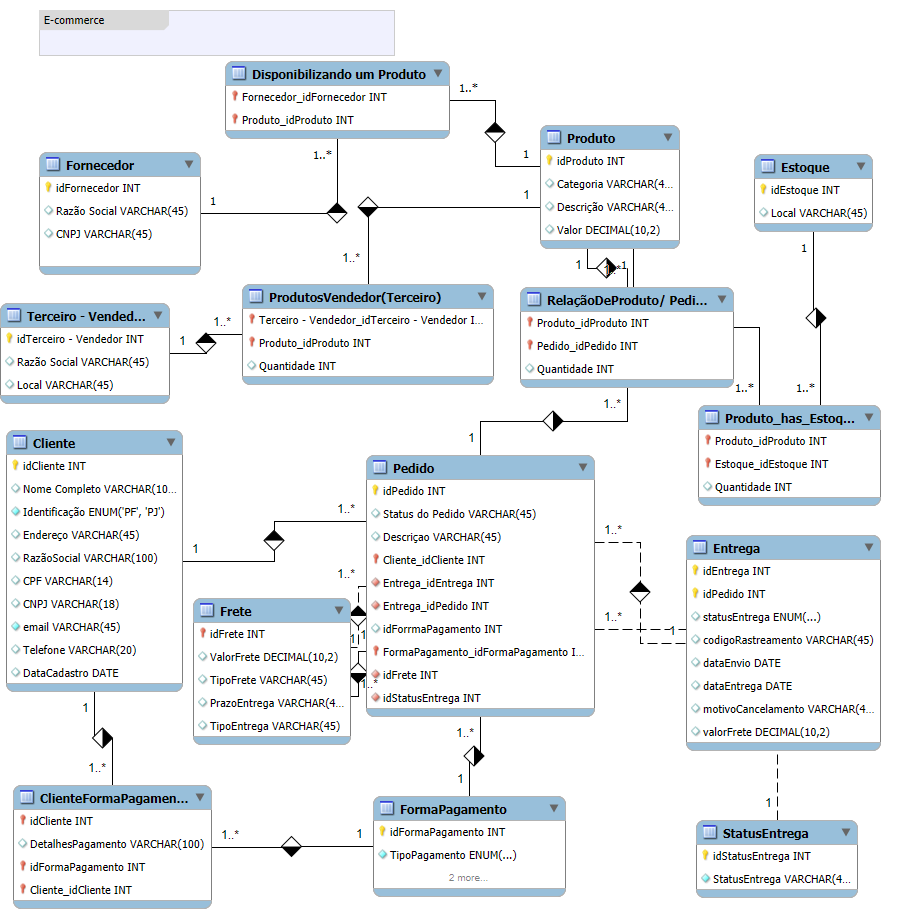 E-commerce
Disponibilizando um Produto
Fornecedor_idFornecedor INT
Produto_idProduto INT
1..*
1..*
1
Fornecedor
idFornecedor INT
Razão Social VARCHAR(45)
CNPJ VARCHAR(45)
1
Produto
idProduto INT
Categoria VARCHAR(4...
Descrição VARCHAR(4...
Valor DECIMAL(10,2)
1
1
1..*
1
Estoque
idEstoque INT
Local VARCHAR(45)
1
1..*
ProdutosVendedor(Terceiro)
Terceiro - Vendedor_idTerceiro - Vendedor I...
Produto_idProduto INT
Quantidade INT
1..*
1..*
1
Terceiro - Vended...
idTerceiro - Vendedor INT
Razão Social VARCHAR(45)
Local VARCHAR(45)
RelaçãoDeProduto/ Pedi...
Produto_idProduto INT
Pedido_idPedido INT
Quantidade INT
1..*
1
1..*
1..*
Produto_has_Estoq...
Produto_idProduto INT
Estoque_idEstoque INT
Quantidade INT
Cliente
idCliente INT
Nome Completo VARCHAR(10...
Identificação ENUM('PF', 'PJ')
Endereço VARCHAR(45)
RazãoSocial VARCHAR(100)
CPF VARCHAR(14)
CNPJ VARCHAR(18)
email VARCHAR(45)
Telefone VARCHAR(20)
DataCadastro DATE
1
1..*
Pedido
idPedido INT
Status do Pedido VARCHAR(45)
Descriçao VARCHAR(45)
Cliente_idCliente INT
Entrega_idEntrega INT
Entrega_idPedido INT
idForrmaPagamento INT
FormaPagamento_idFormaPagamento I...
idFrete INT
idStatusEntrega INT
1..*
1..*
1
Entrega
idEntrega INT
idPedido INT
statusEntrega ENUM(...)
codigoRastreamento VARCHAR(45)
dataEnvio DATE
dataEntrega DATE
motivoCancelamento VARCHAR(4...
valorFrete DECIMAL(10,2)
Frete
idFrete INT
ValorFrete DECIMAL(10,2)
TipoFrete VARCHAR(45)
PrazoEntrega VARCHAR(4...
TipoEntrega VARCHAR(45)
1..*
1
1
1..*
1
1..*
1..*
1
ClienteFormaPagamen...
idCliente INT
DetalhesPagamento VARCHAR(100)
idFormaPagamento INT
Cliente_idCliente INT
1..*
1
FormaPagamento
idFormaPagamento INT
TipoPagamento ENUM(...)
2 more...
1
StatusEntrega
idStatusEntrega INT
StatusEntrega VARCHAR(4...